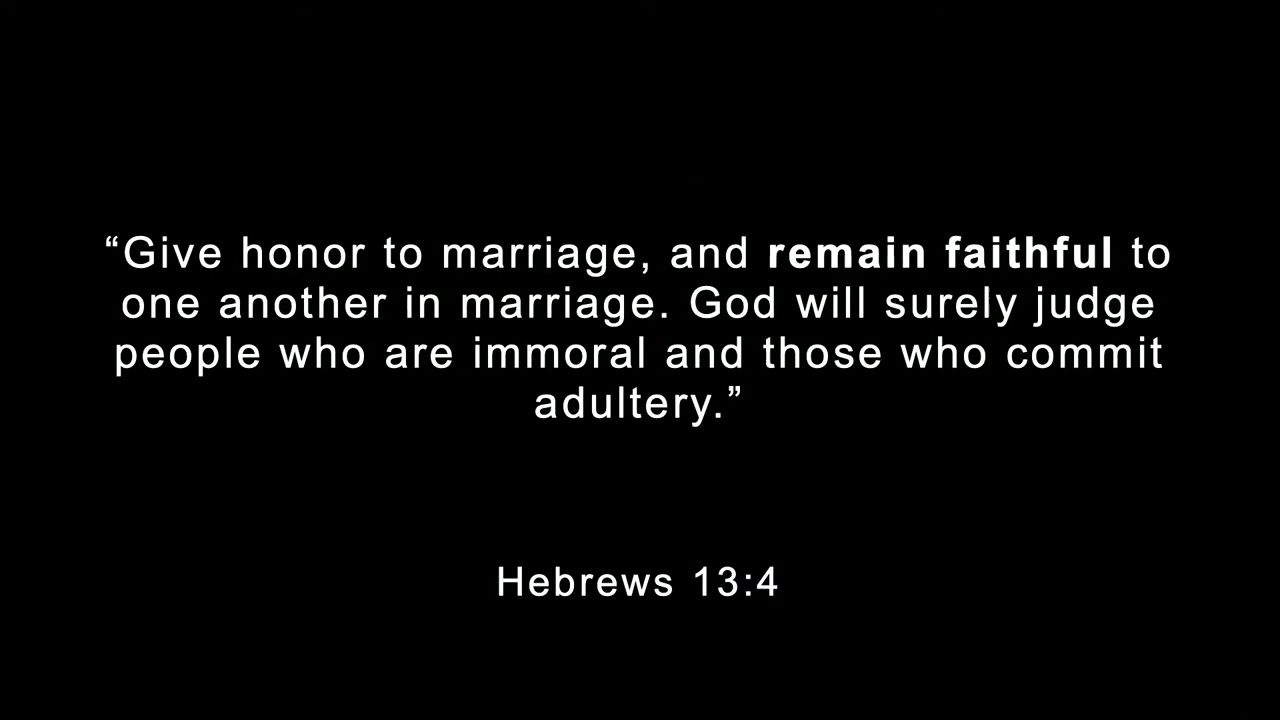 “Give honor to marriage, and remain faithful to
one another in marriage. God will surely judge
people who are immoral and those who commit
adultery.”
Hebrews 13:4